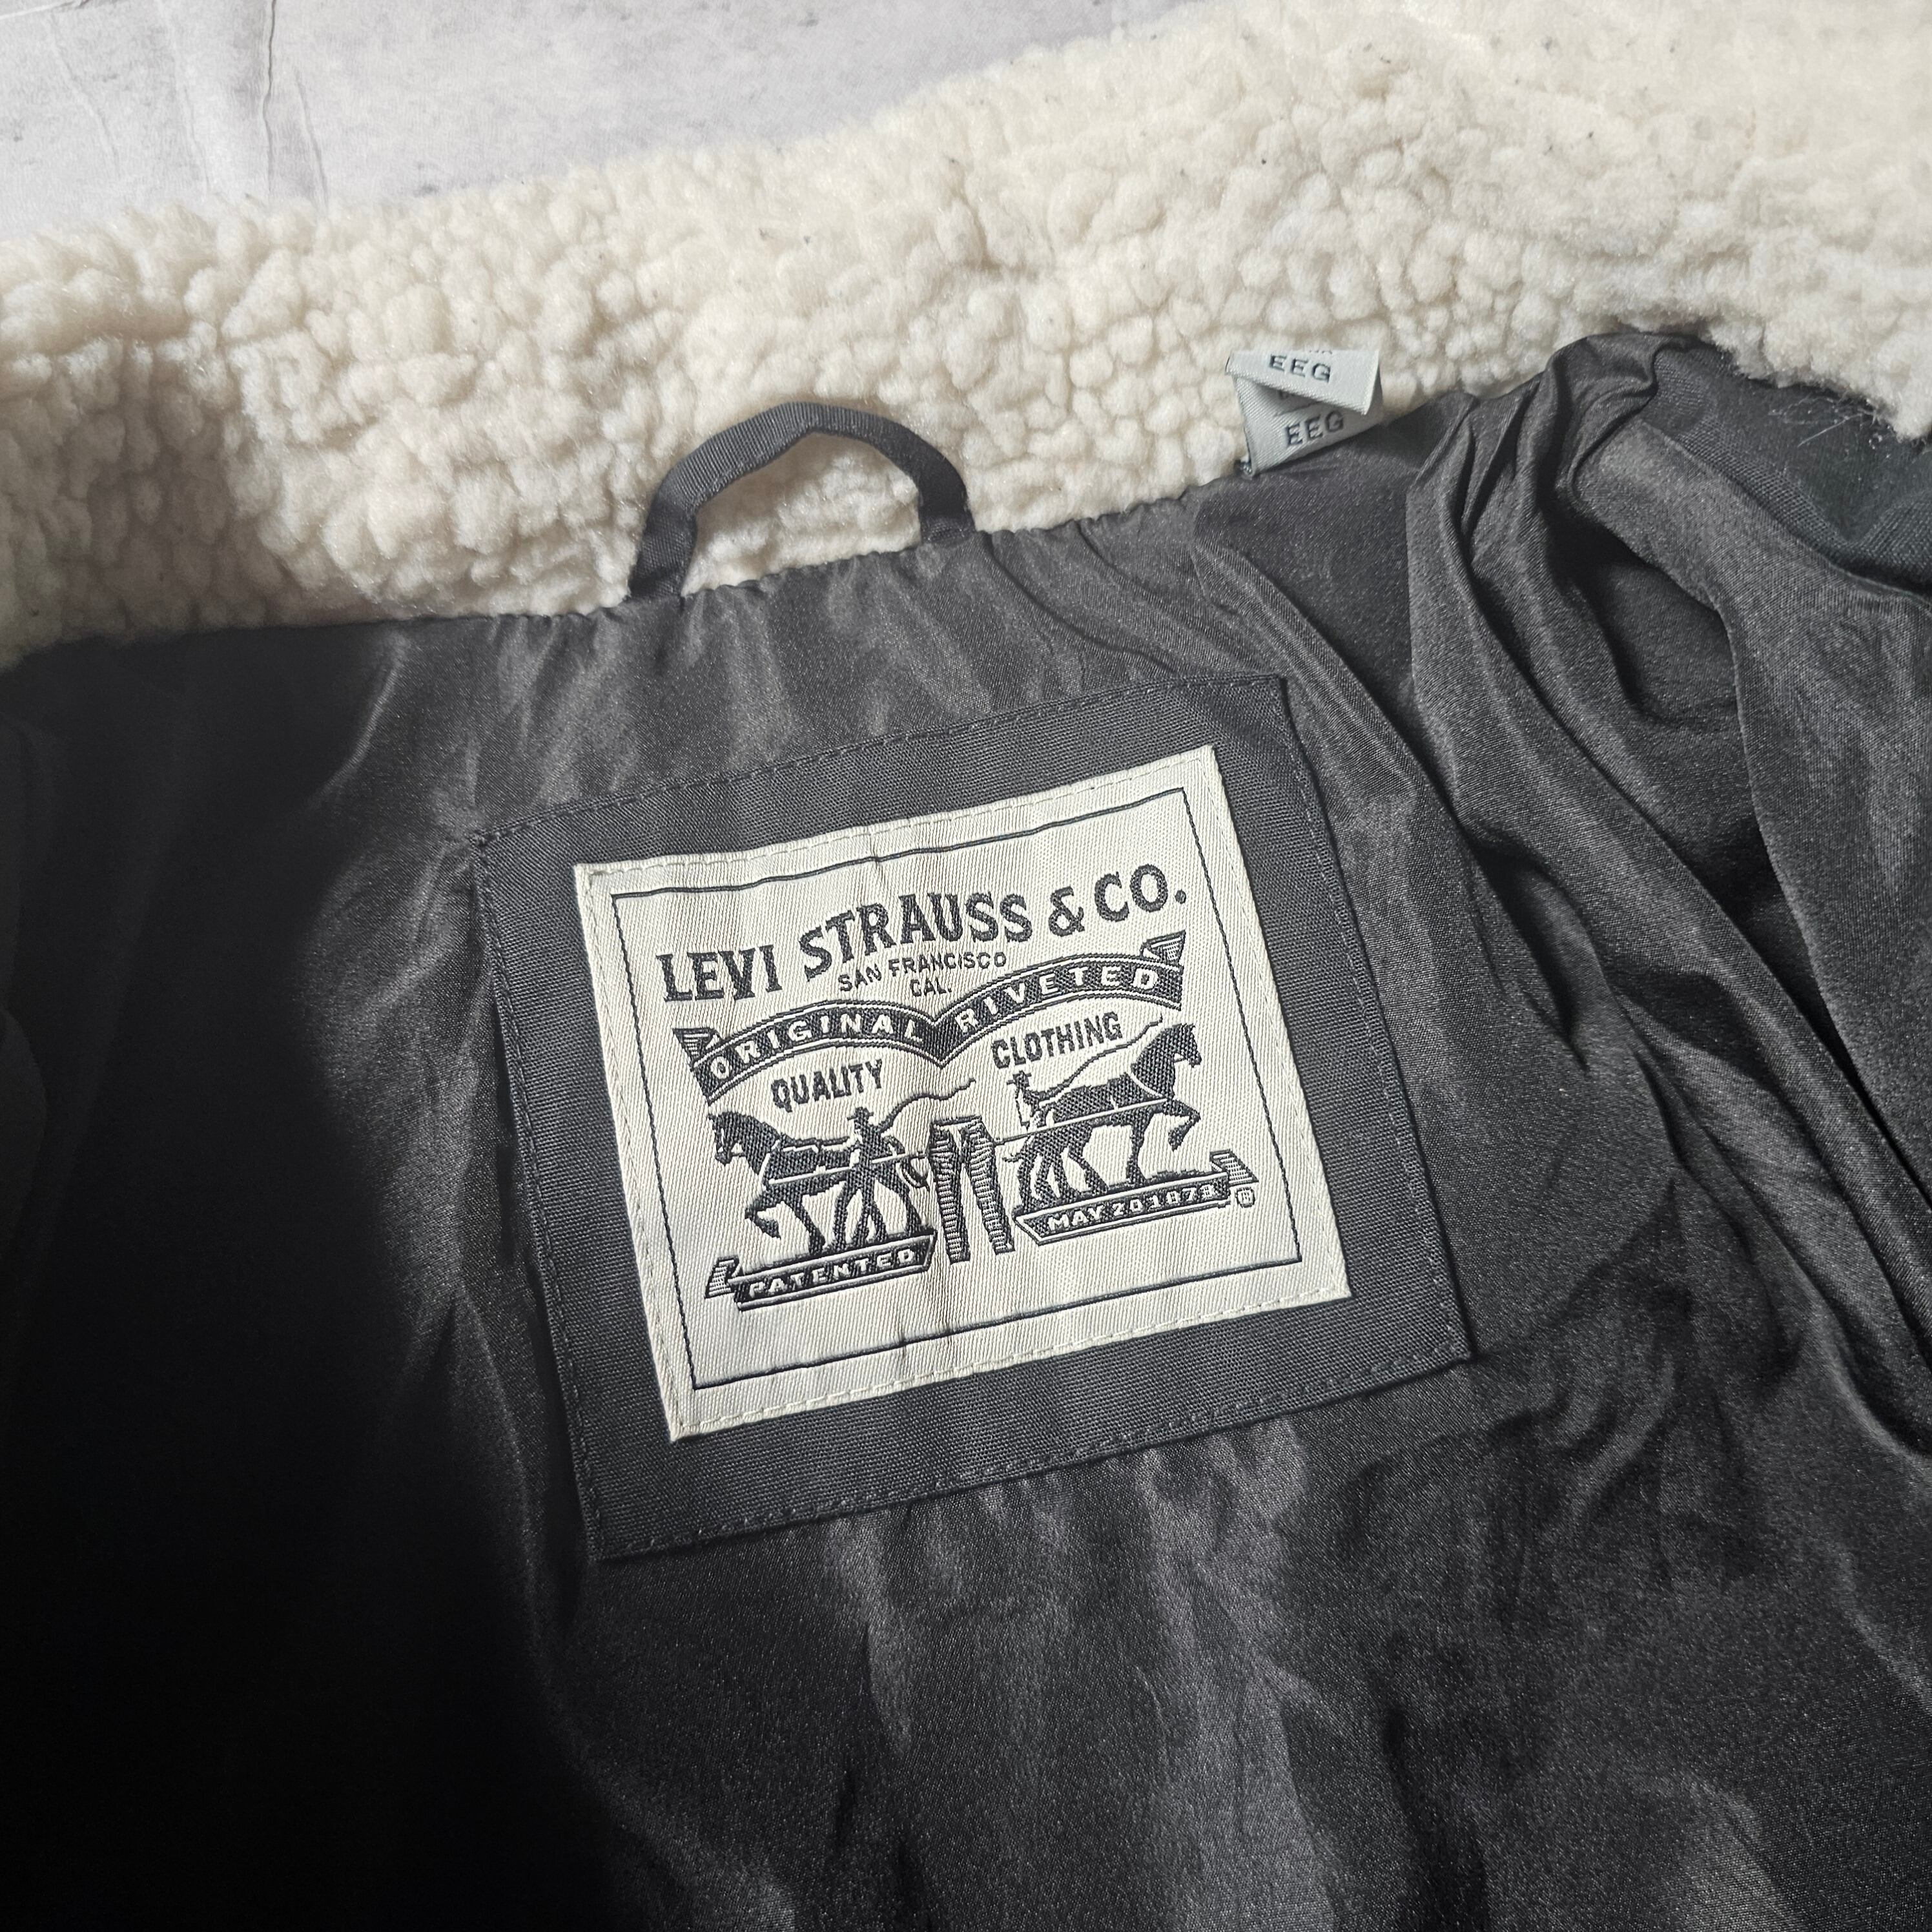 EEG
EEG
LEVI STRAUSS & CO.
SAN FRANCISCO
CAL.
ORIGINAL RIVETED
QUALITY CLOTHING
PATENTED
MAY 20 1873 ®